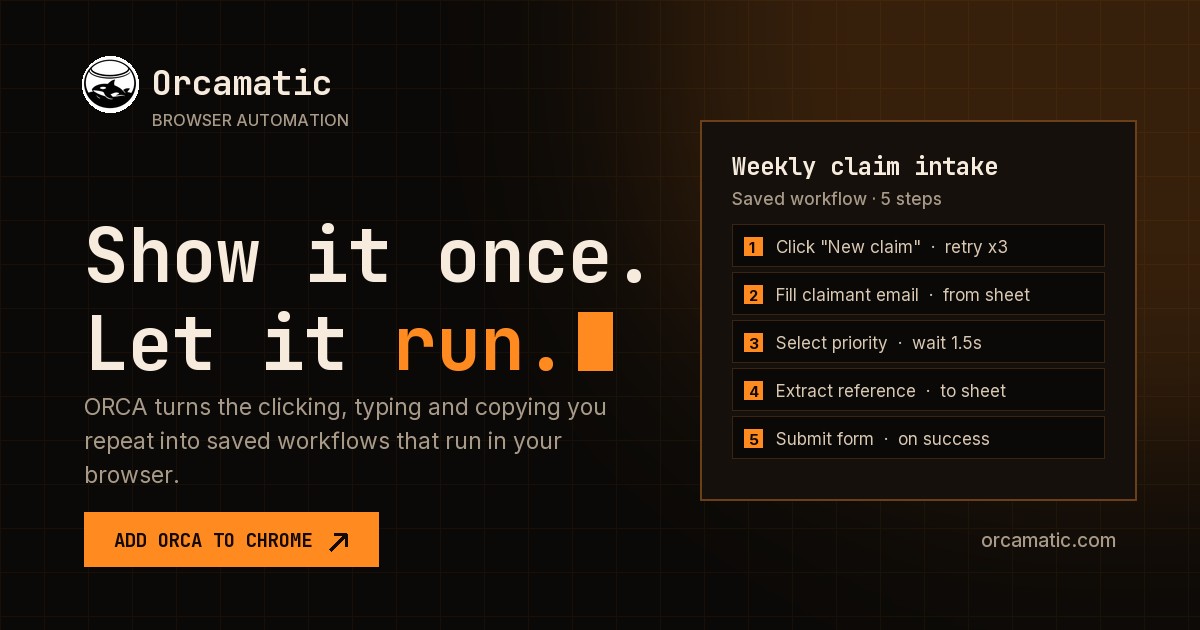 Orcamatic
BROWSER AUTOMATION
Show it once.
Let it run.
ORCA turns the clicking, typing and copying you
repeat into saved workflows that run in your
browser.
ADD ORCA TO CHROME
Weekly claim intake
Saved workflow · 5 steps
1 Click "New claim" · retry x3
2 Fill claimant email · from sheet
3 Select priority · wait 1.5s
4 Extract reference · to sheet
5 Submit form · on success
orcamatic.com